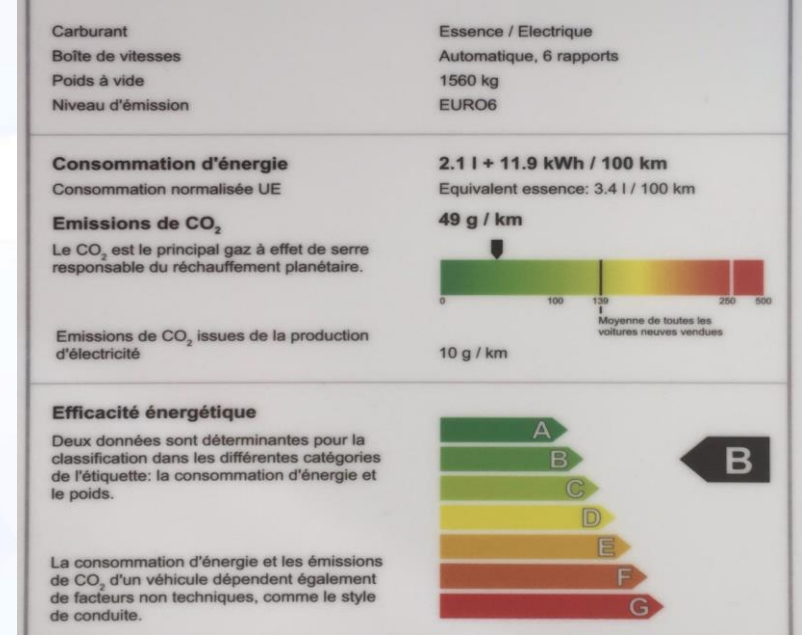 Carburant Essence / Electrique
Boîte de vitesses Automatique, 6 rapports
Poids à vide 1560 kg
Niveau d'émission EURO6
Consommation d'énergie 2.1 l + 11.9 kWh / 100 km
Consommation normalisée UE Equivalent essence: 3.4 l / 100 km
Emissions de CO₂ 49 g / km
Le CO₂ est le principal gaz à effet de serre
responsable du réchauffement planétaire.
0 100 139 250 500
Moyenne de toutes les
voitures neuves vendues
Emissions de CO₂ issues de la production
d'électricité 10 g / km
Efficacité énergétique
Deux données sont déterminantes pour la
classification dans les différentes catégories
de l'étiquette: la consommation d'énergie et
le poids.
A
B
B
C
D
E
F
G
La consommation d'énergie et les émissions
de CO₂ d'un véhicule dépendent également
de facteurs non techniques, comme le style
de conduite.